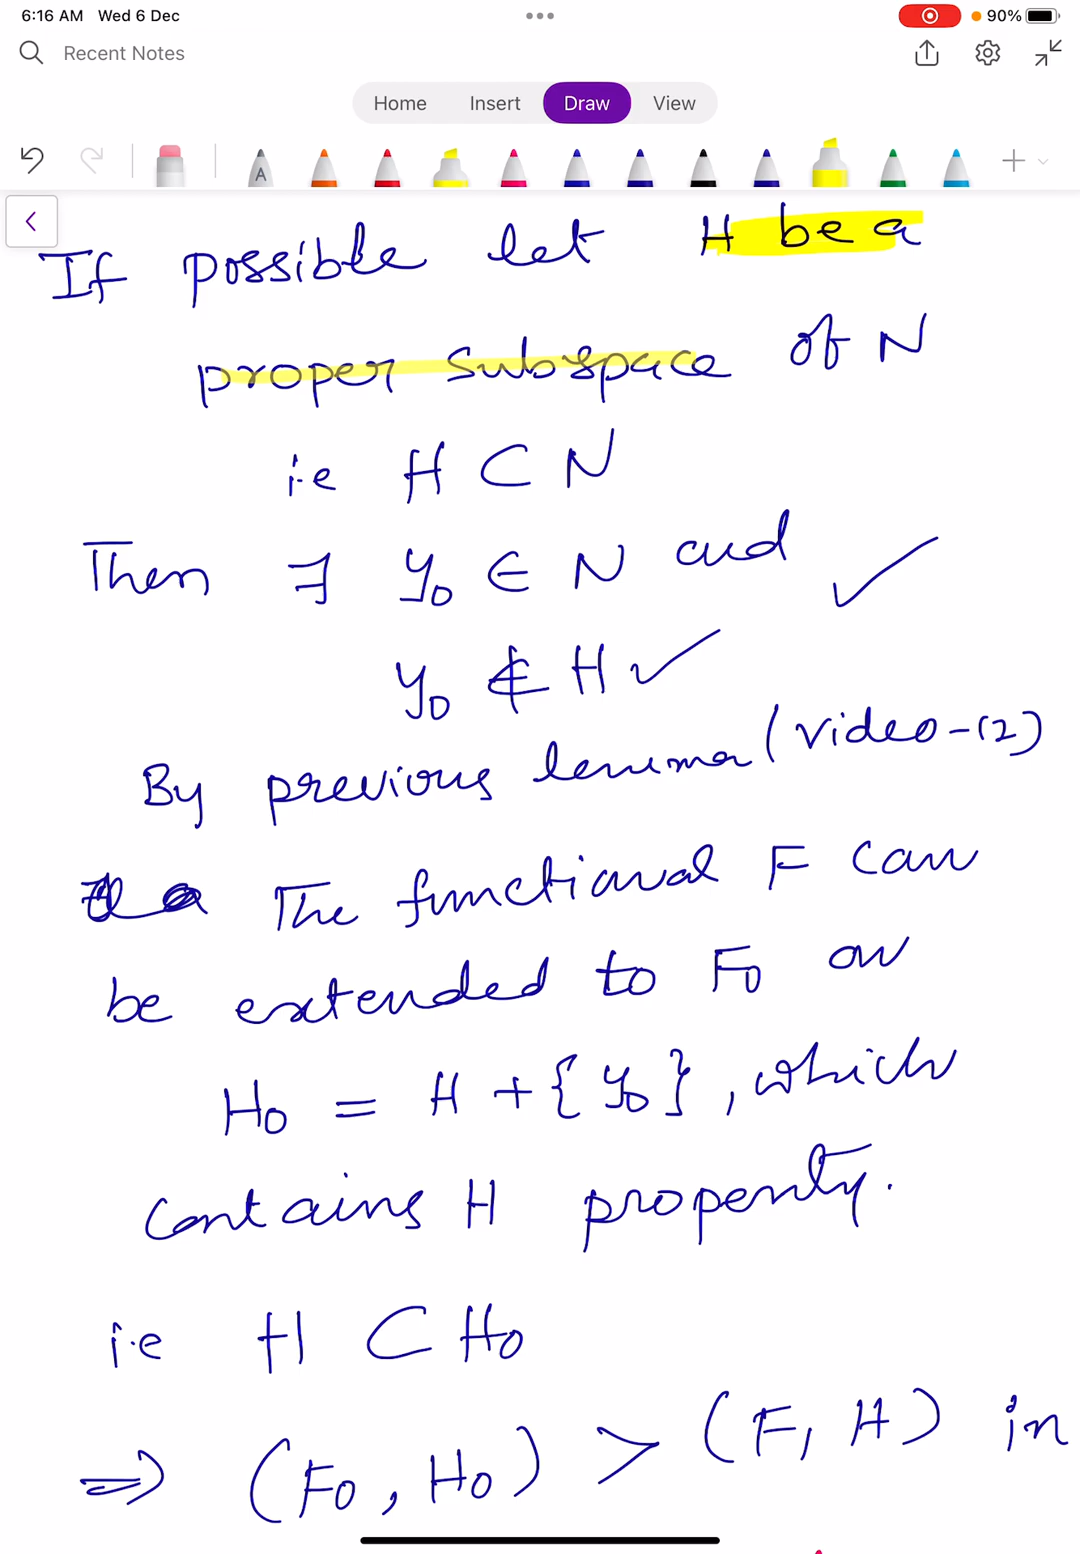 6:16 AM Wed 6 Dec
90%
Recent Notes
Home Insert Draw View
A
If possible let H be a
proper subspace of N
i.e H ⊂ N
Then ∃ y₀ ∈ N and
y₀ ∉ H ✓
By previous lemma (video-12)
The functional F can
be extended to F₀ on
H₀ = H + {y₀}, which
contains H properly.
i.e H ⊂ H₀
⇒ (F₀, H₀) > (F, H) in